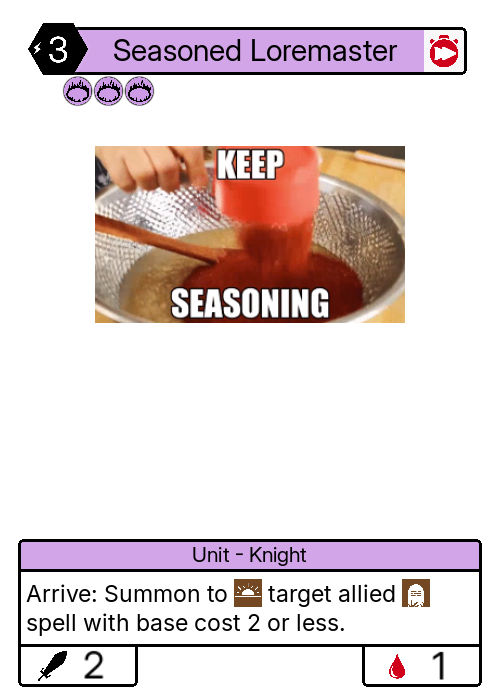 3
Seasoned Loremaster
KEEP
SEASONING
Unit - Knight
Arrive: Summon to target allied
spell with base cost 2 or less.
2
1